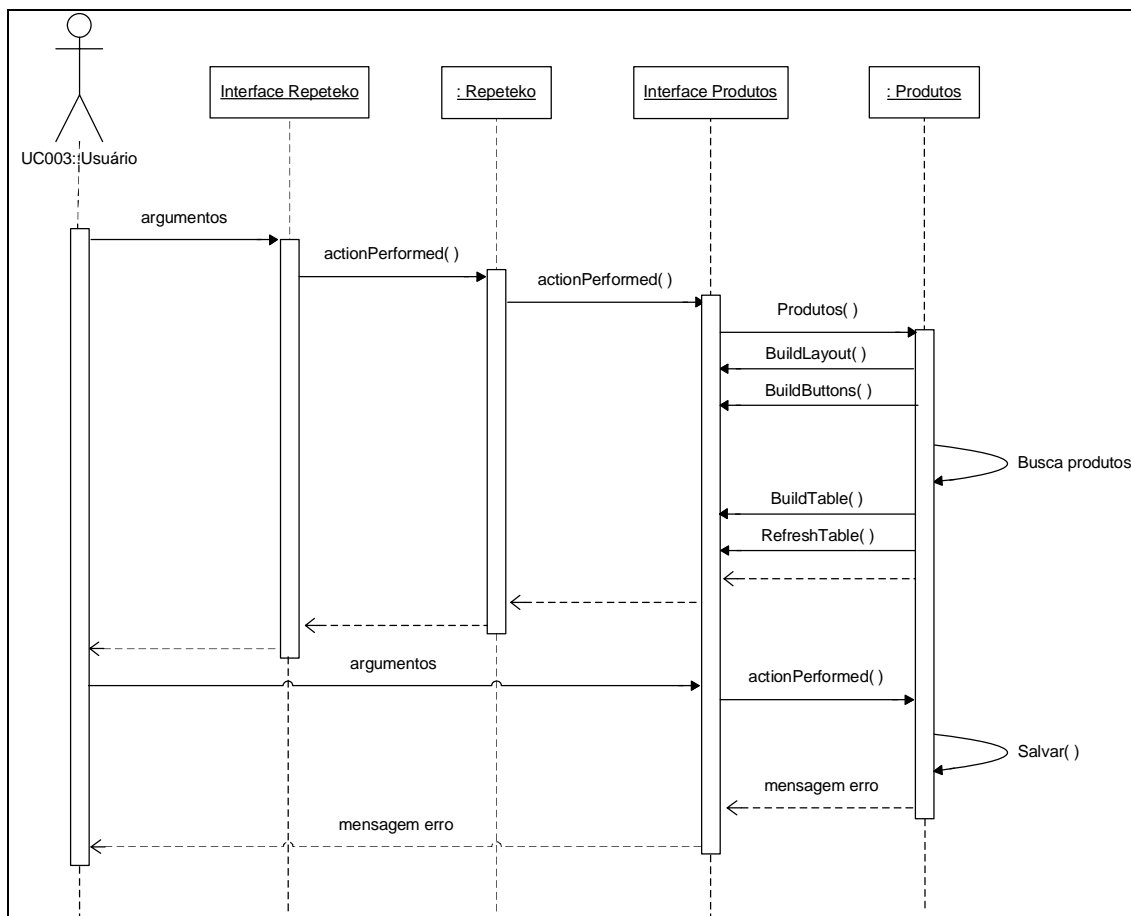 Interface Repeteko
: Repeteko
Interface Produtos
: Produtos
UC003::Usuário
argumentos
actionPerformed( )
actionPerformed( )
Produtos( )
BuildLayout( )
BuildButtons( )
Busca produtos
BuildTable( )
RefreshTable( )
argumentos
actionPerformed( )
Salvar( )
mensagem erro
mensagem erro